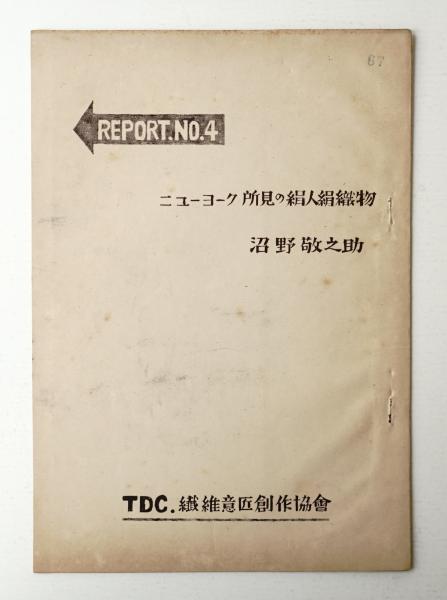 67
REPORT.NO.4
ニューヨーク所見の絹人絹織物
沼野敬之助
TDC.繊維意匠創作協會